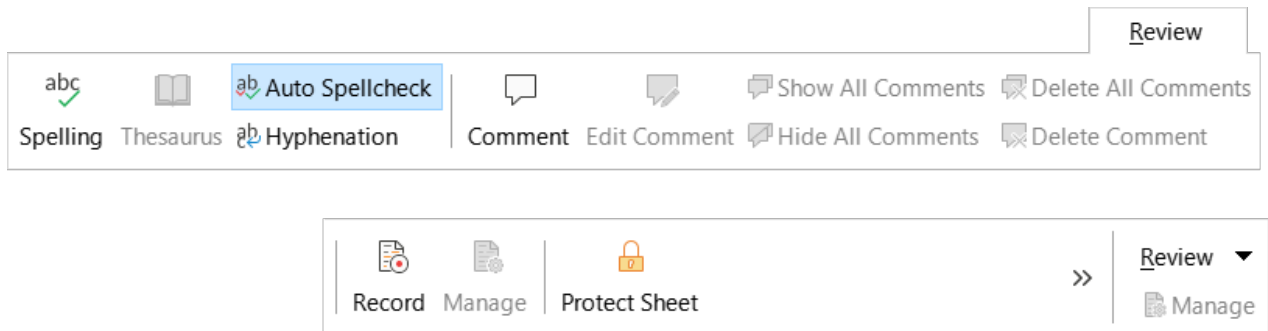 Review
abc Auto Spellcheck Show All Comments Delete All Comments
Spelling Thesaurus Hyphenation Comment Edit Comment Hide All Comments Delete Comment
Review
Record Manage Protect Sheet » Manage